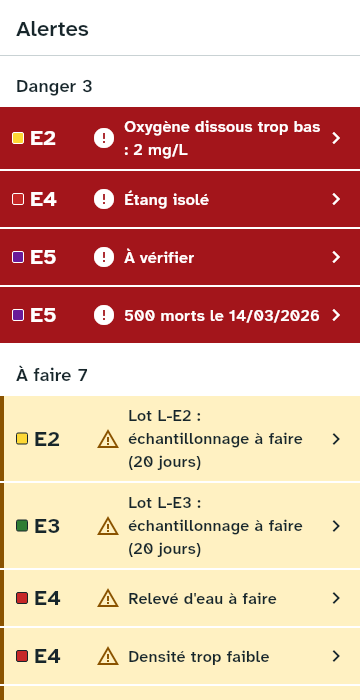 Alertes
Danger 3
E2
Oxygène dissous trop bas
: 2 mg/L
E4
Étang isolé
E5
À vérifier
E5
500 morts le 14/03/2026
À faire 7
E2
Lot L-E2 :
échantillonnage à faire
(20 jours)
E3
Lot L-E3 :
échantillonnage à faire
(20 jours)
E4
Relevé d'eau à faire
E4
Densité trop faible